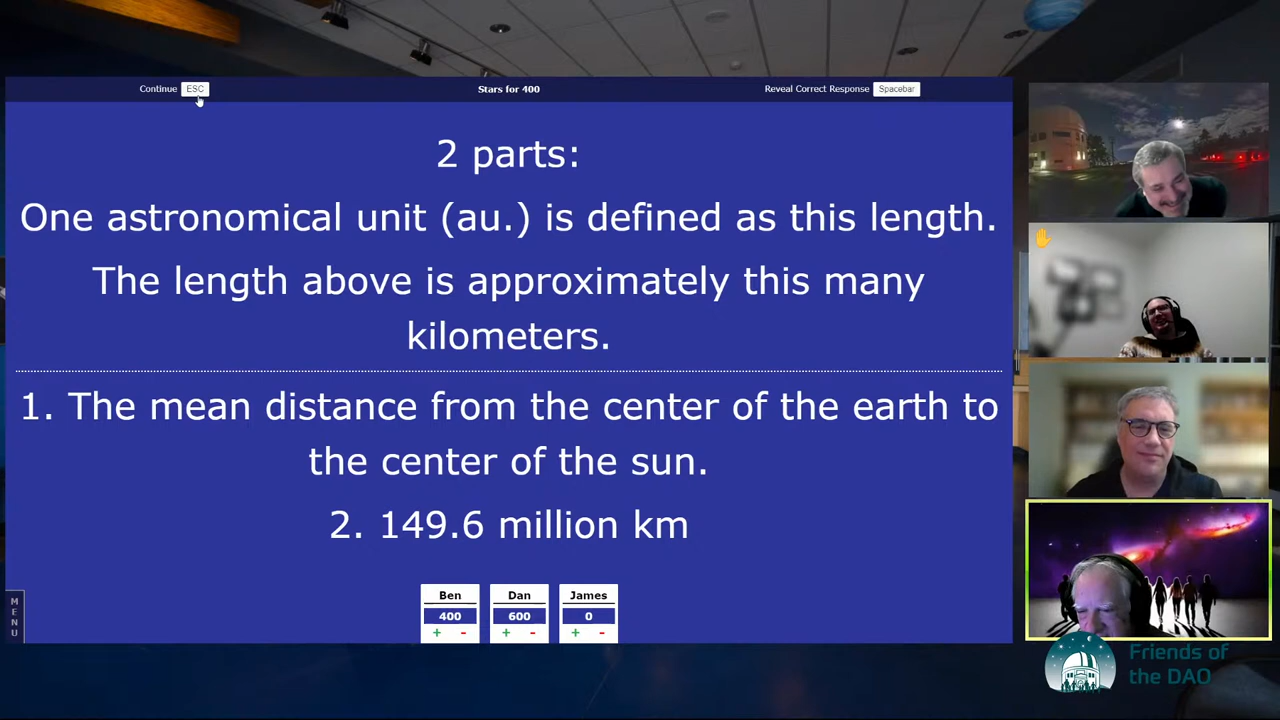 Continue ESC
Stars for 400
Reveal Correct Response Spacebar
2 parts:
One astronomical unit (au.) is defined as this length.
The length above is approximately this many
kilometers.
1. The mean distance from the center of the earth to
the center of the sun.
2. 149.6 million km
MENU
Ben Dan James
400 600 0
+ - + - + -
Friends of
the DAO